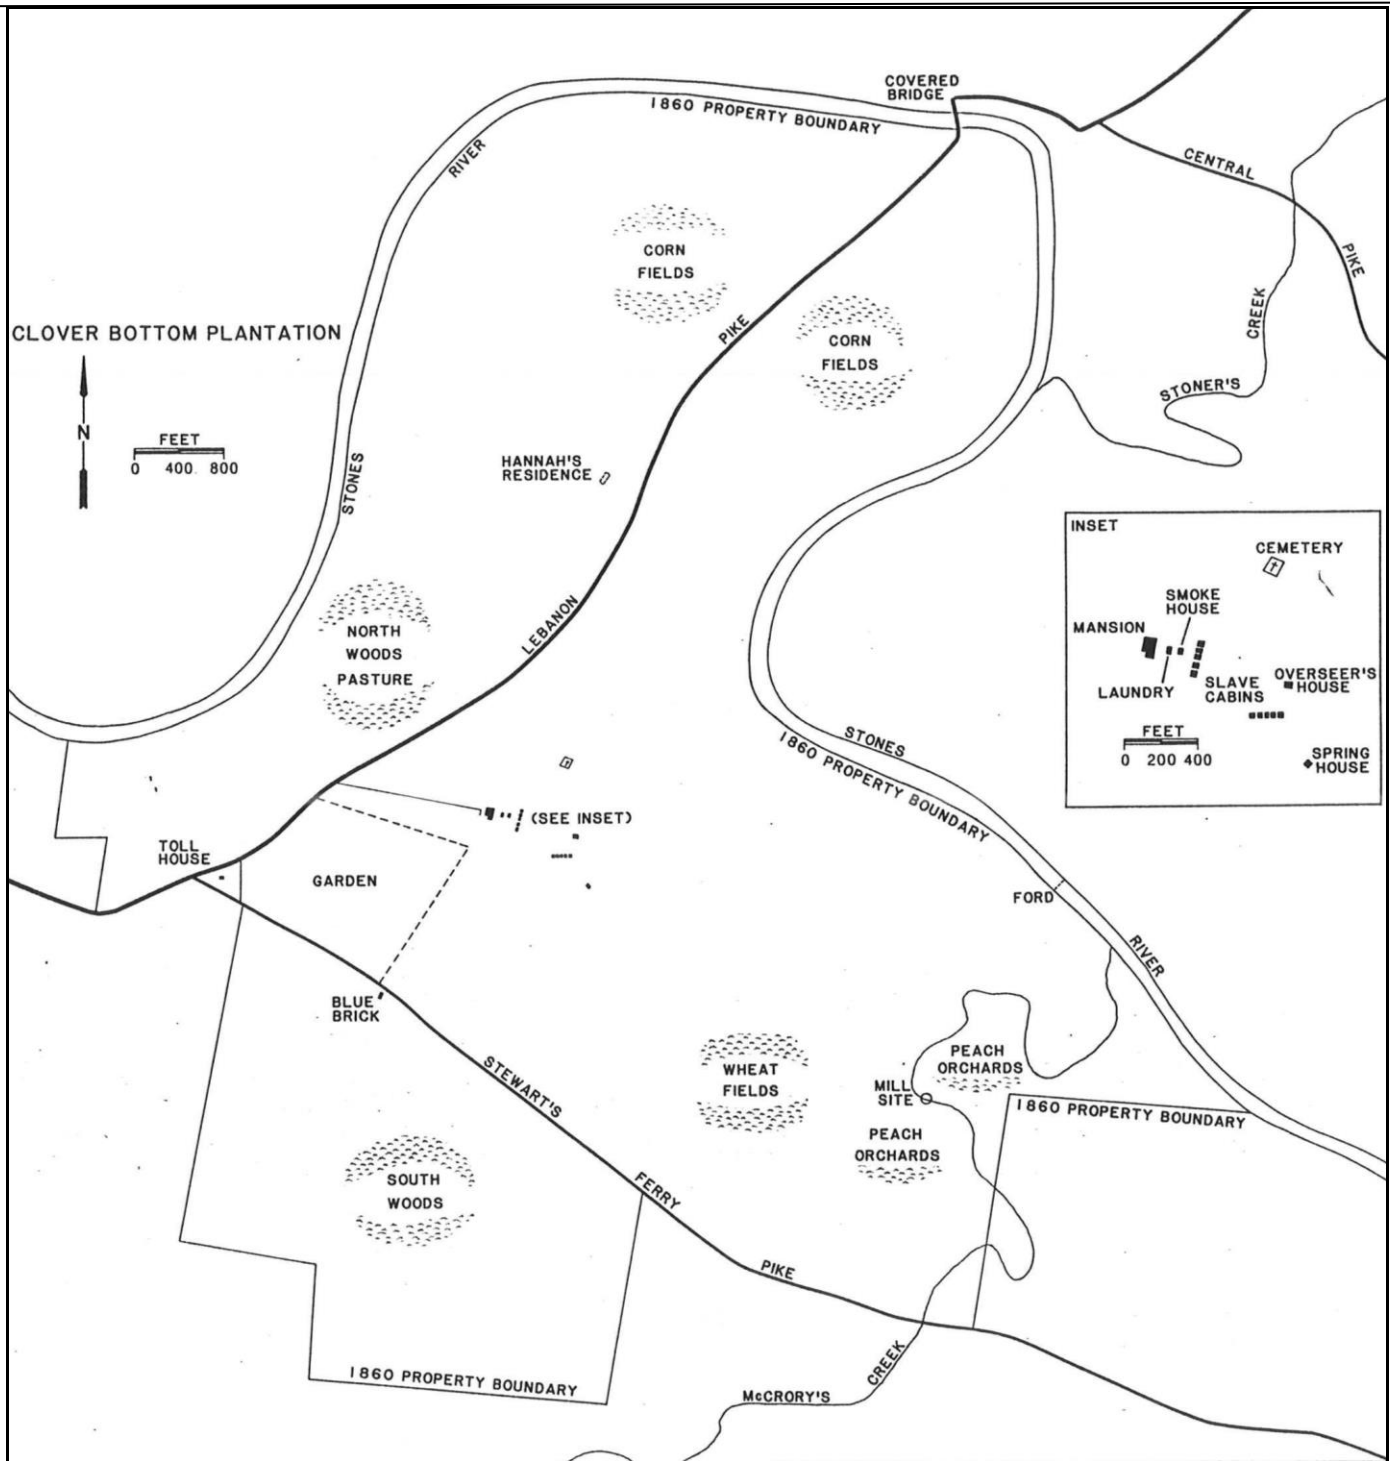 COVERED
BRIDGE
1860 PROPERTY BOUNDARY
RIVER
CENTRAL
PIKE
CORN
FIELDS
CREEK
PIKE
CORN
FIELDS
CLOVER BOTTOM PLANTATION
N
FEET
0 400 800
STONER'S
STONES
HANNAH'S
RESIDENCE
INSET
CEMETERY
SMOKE
HOUSE
MANSION
LAUNDRY
SLAVE
CABINS
OVERSEER'S
HOUSE
FEET
0 200 400
SPRING
HOUSE
LEBANON
NORTH
WOODS
PASTURE
STONES
1860 PROPERTY BOUNDARY
(SEE INSET)
TOLL
HOUSE
GARDEN
FORD
RIVER
BLUE
BRICK
STEWART'S
WHEAT
FIELDS
PEACH
ORCHARDS
MILL
SITE
1860 PROPERTY BOUNDARY
PEACH
ORCHARDS
SOUTH
WOODS
FERRY
PIKE
CREEK
1860 PROPERTY BOUNDARY
McCRORY'S